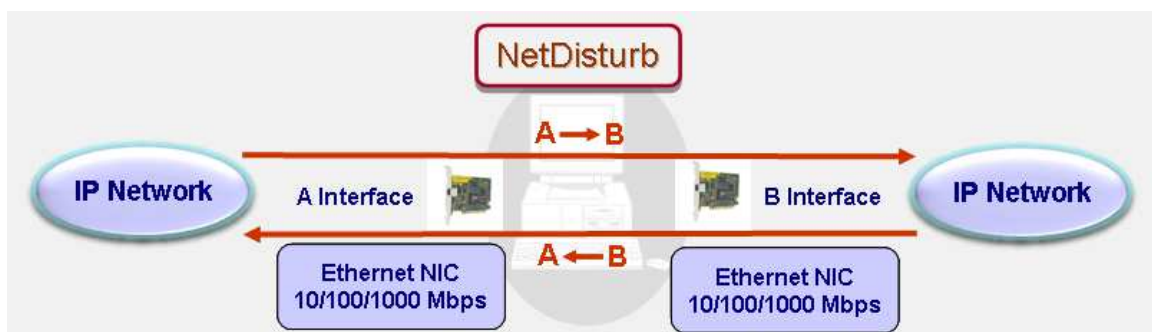 NetDisturb
A B
IP Network
A Interface
B Interface
IP Network
A B
Ethernet NIC
10/100/1000 Mbps
Ethernet NIC
10/100/1000 Mbps